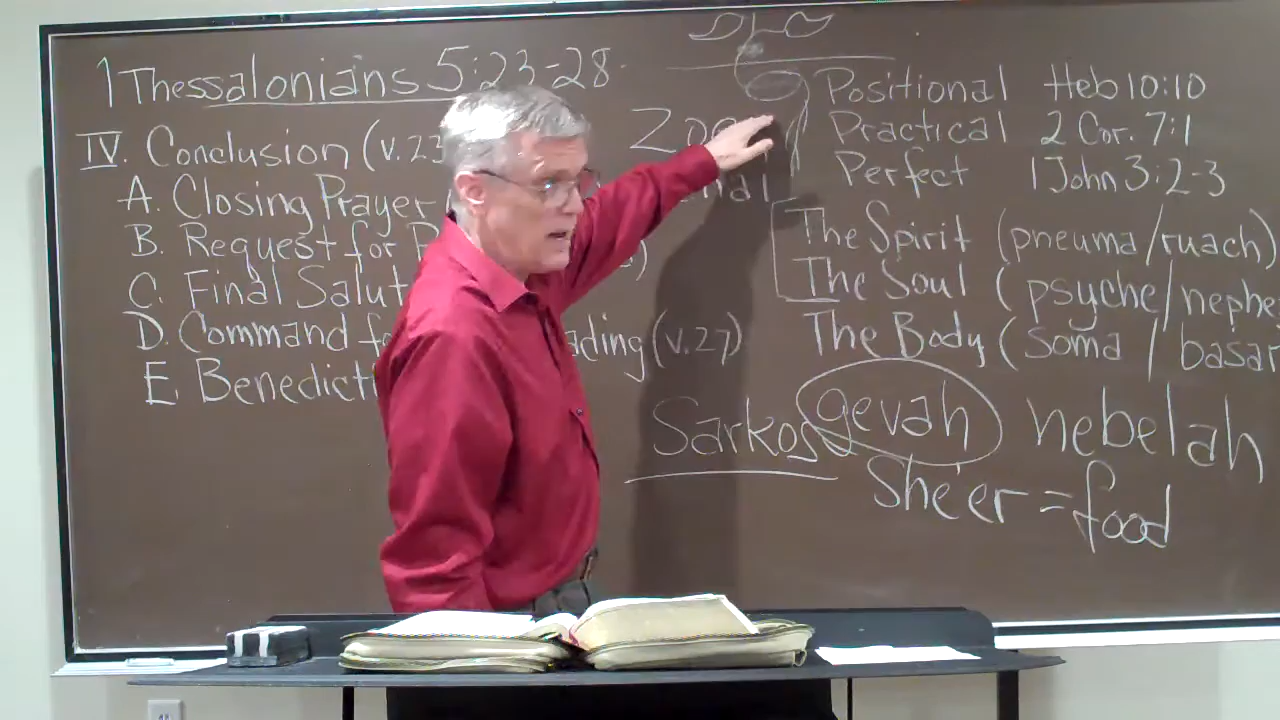 1 Thessalonians 5:23-28
IV. Conclusion (v.23
A. Closing Prayer
B. Request for
C. Final Salut
D. Command fo ading (v.27)
E. Benedict
Positional Heb 10:10
Practical 2 Cor. 7:1
Perfect 1 John 3:2-3
The Spirit (pneuma/ruach)
The Soul (psyche/nephe
The Body (soma / basar
Sarkos gevah nebelah
She'er = food